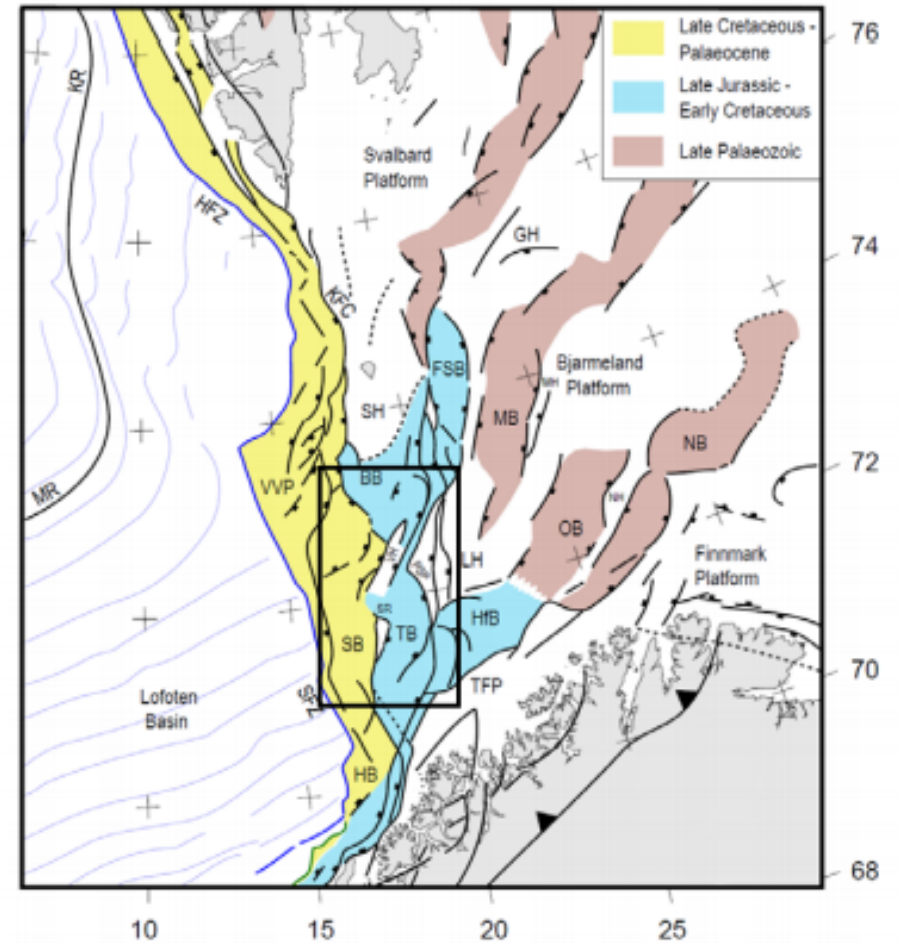 Late Cretaceous -
Palaeocene
Late Jurassic -
Early Cretaceous
Late Palaeozoic
76
KR
Svalbard
Platform
HFZ
GH
74
KFC
FSB
Bjarmeland
Platform
SH
MB
NB
72
BB
VVP
MR
OB
NH
LH
Finnmark
Platform
SR
HfB
TB
SB
70
TFP
SFZ
Lofoten
Basin
HB
68
10
15
20
25